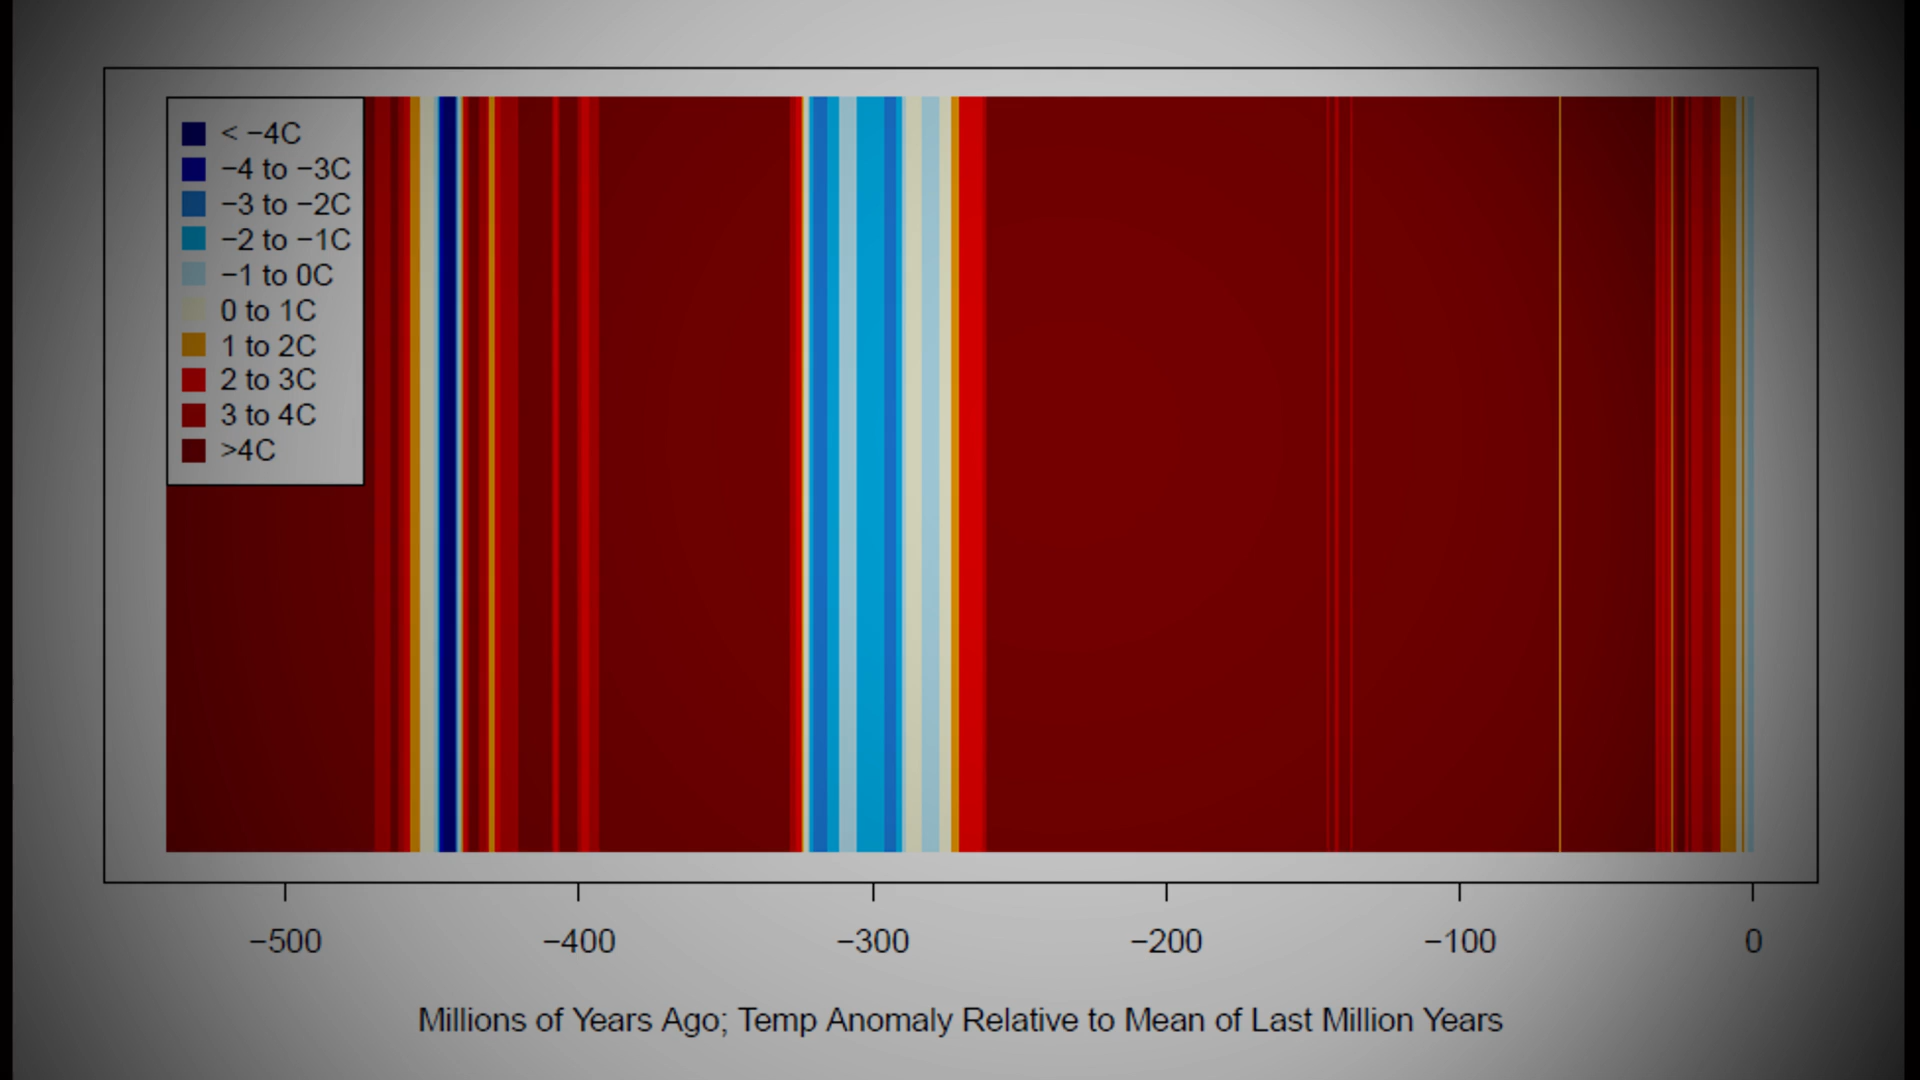 < −4C
−4 to −3C
−3 to −2C
−2 to −1C
−1 to 0C
0 to 1C
1 to 2C
2 to 3C
3 to 4C
>4C
−500 −400 −300 −200 −100 0
Millions of Years Ago; Temp Anomaly Relative to Mean of Last Million Years